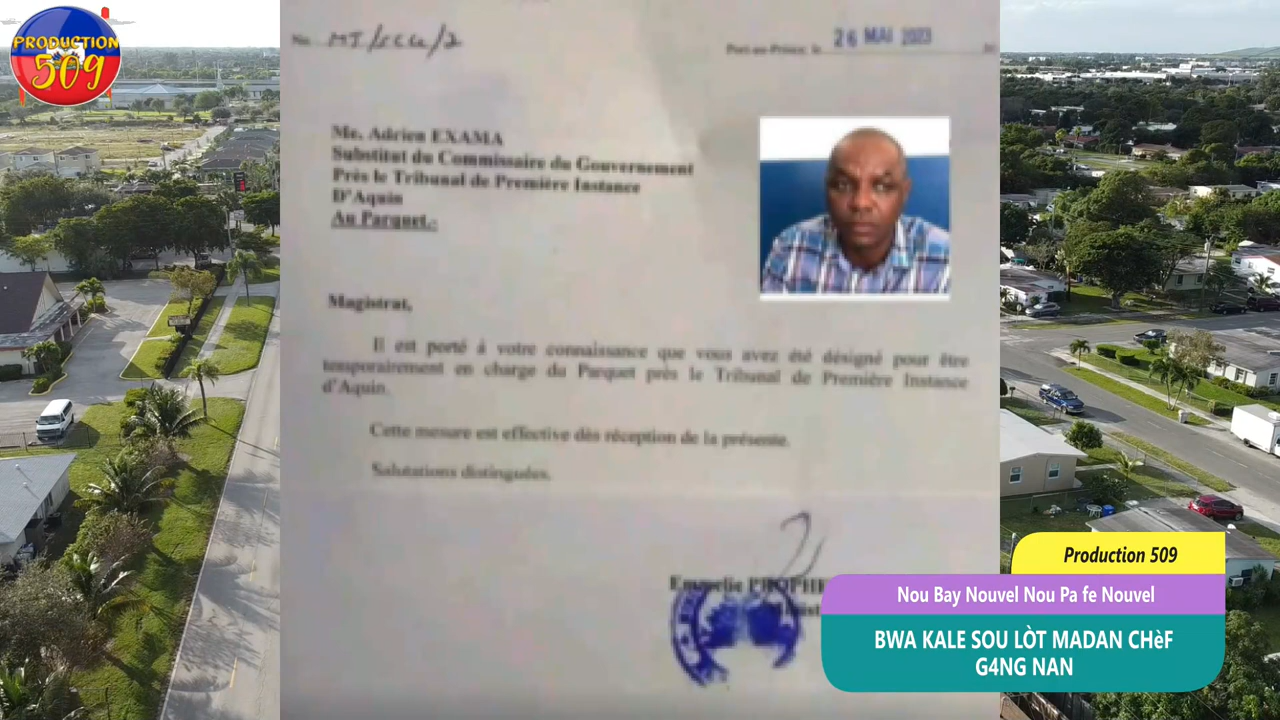 PRODUCTION
509
No MJ/CCG/2
Port-au-Prince, le 26 MAI 2023
Me. Adrien EXAMA
Substitut du Commissaire du Gouvernement
Près le Tribunal de Première Instance
D'Aquin
Au Parquet.-
Magistrat,
Il est porté à votre connaissance que vous avez été désigné pour être
temporairement en charge du Parquet près le Tribunal de Première Instance
d'Aquin.
Cette mesure est effective dès réception de la présente.
Salutations distinguées.
Emmelie PROPHE
Production 509
Nou Bay Nouvel Nou Pa fe Nouvel
BWA KALE SOU LÒT MADAN CHèF
G4NG NAN